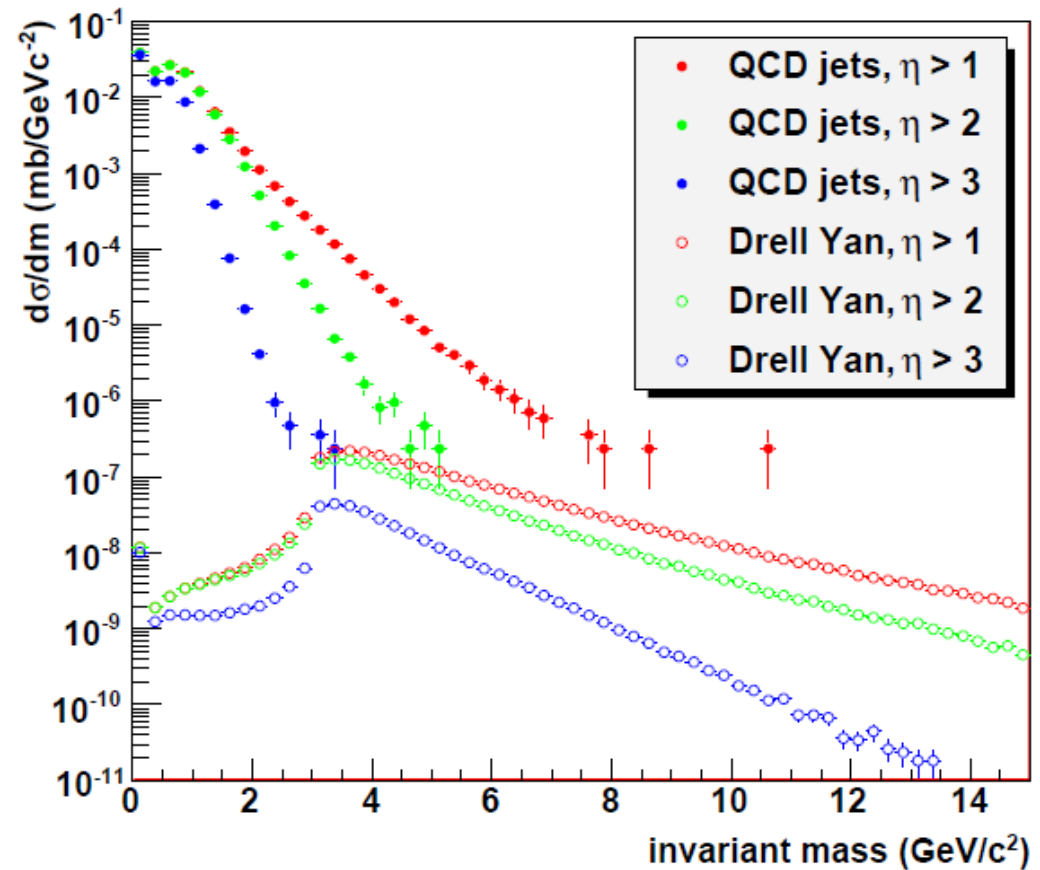 dσ/dm (mb/GeVc⁻²)
10⁻¹
10⁻²
10⁻³
10⁻⁴
10⁻⁵
10⁻⁶
10⁻⁷
10⁻⁸
10⁻⁹
10⁻¹⁰
10⁻¹¹
QCD jets, η > 1
QCD jets, η > 2
QCD jets, η > 3
Drell Yan, η > 1
Drell Yan, η > 2
Drell Yan, η > 3
0 2 4 6 8 10 12 14
invariant mass (GeV/c²)